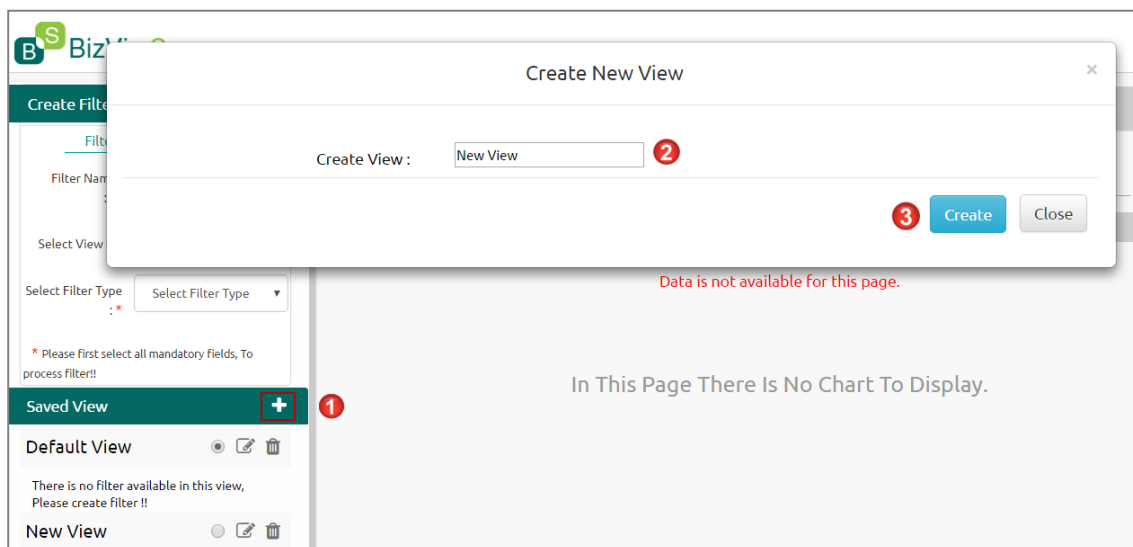 BS
Create New View
×
Create Filte
Filt
Create View :
New View
2
Filter Nam
3
Create
Close
Select View
Data is not available for this page.
Select Filter Type
: *
Select Filter Type
* Please first select all mandatory fields, To
process filter!!
In This Page There Is No Chart To Display.
Saved View
+
1
Default View
There is no filter available in this view,
Please create filter !!
New View